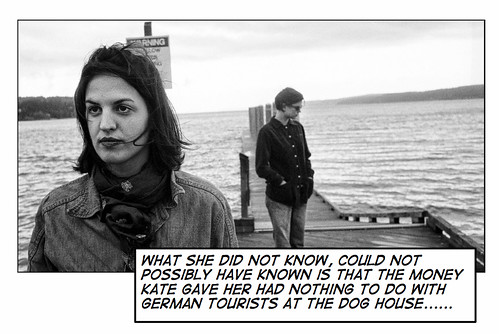 WARNING
WHAT SHE DID NOT KNOW, COULD NOT
POSSIBLY HAVE KNOWN IS THAT THE MONEY
KATE GAVE HER HAD NOTHING TO DO WITH
GERMAN TOURISTS AT THE DOG HOUSE......